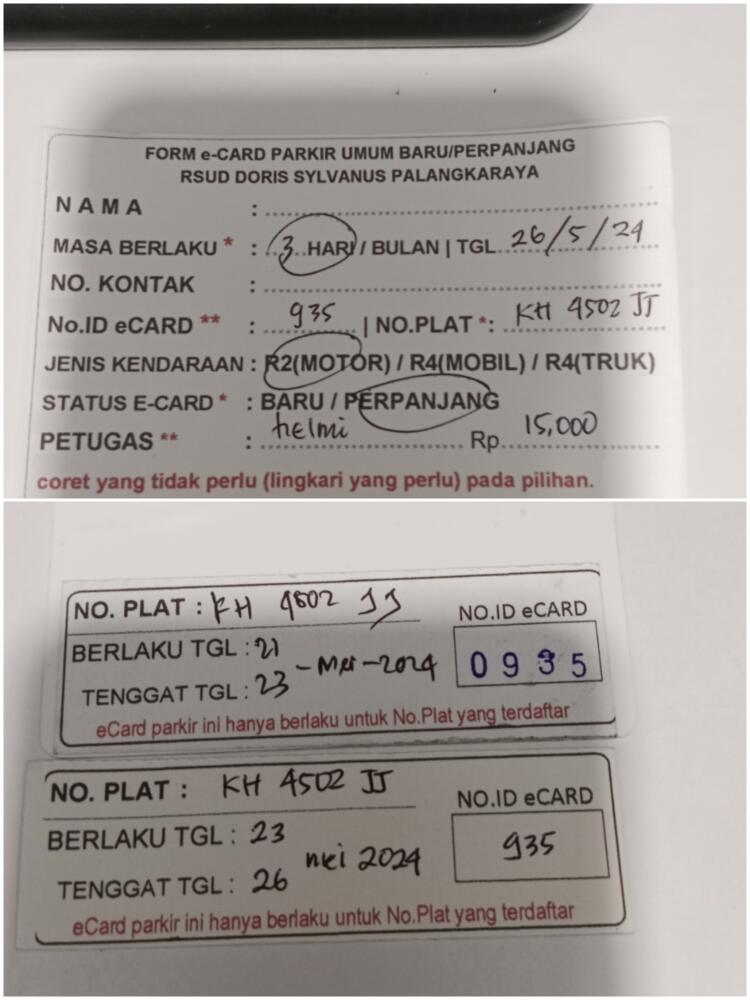 FORM e-CARD PARKIR UMUM BARU/PERPANJANG
RSUD DORIS SYLVANUS PALANGKARAYA
NAMA :
MASA BERLAKU * : 3 HARI / BULAN | TGL. 26/5/24
NO. KONTAK :
No.ID eCARD ** : 935 | NO.PLAT *: KH 4502 JJ
JENIS KENDARAAN : R2(MOTOR) / R4(MOBIL) / R4(TRUK)
STATUS E-CARD * : BARU / PERPANJANG
PETUGAS ** : helmi Rp. 15,000
coret yang tidak perlu (lingkari yang perlu) pada pilihan.
NO. PLAT : KH 4502 JJ
NO.ID eCARD
BERLAKU TGL : 21
0935
TENGGAT TGL : 23 - Mei - 2024
eCard parkir ini hanya berlaku untuk No.Plat yang terdaftar
NO. PLAT : KH 4502 JJ
NO.ID eCARD
BERLAKU TGL : 23
mei 2024
935
TENGGAT TGL : 26
eCard parkir ini hanya berlaku untuk No.Plat yang terdaftar